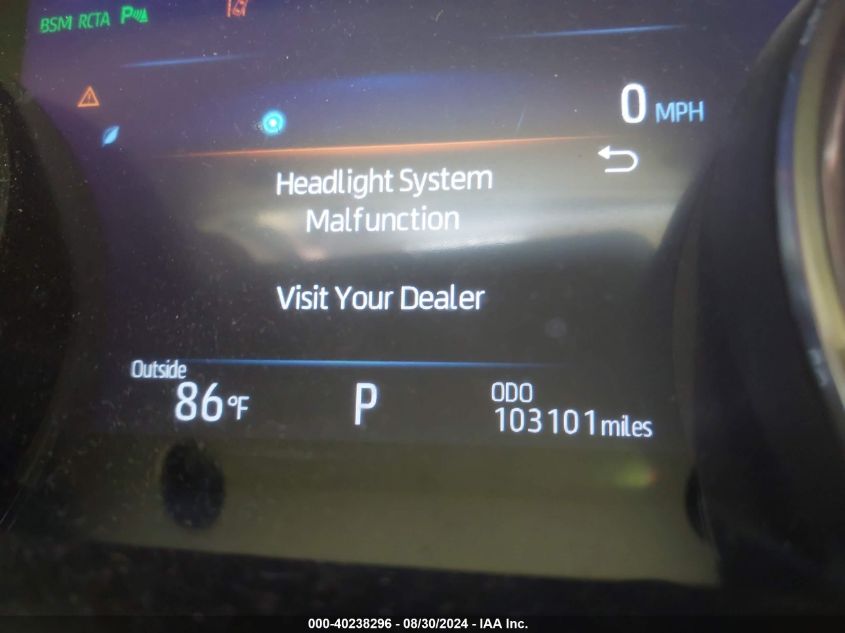 BSM RCTA P
0 MPH
Headlight System
Malfunction
Visit Your Dealer
Outside
86°F
P
ODO
103101 miles
000-40238296 - 08/30/2024 - IAA Inc.